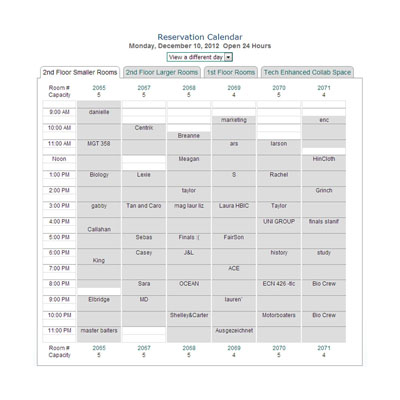 Reservation Calendar
Monday, December 10, 2012 Open 24 Hours
View a different day
2nd Floor Smaller Rooms 2nd Floor Larger Rooms 1st Floor Rooms Tech Enhanced Collab Space
Room # 2065 2067 2068 2069 2070 2071
Capacity 5 5 5 4 5 4
9:00 AM danielle
marketing enc
10:00 AM Centrik
Breanne
11:00 AM MGT 358 ars larson
Noon Meagan HinCloth
1:00 PM Biology Lexie S Rachel
2:00 PM taylor Grinch
3:00 PM gabby Tan and Caro mag laur liz Laura HBIC Taylor
4:00 PM UNI GROUP finals slanif
Callahan
5:00 PM Sebas Finals :( FairSon
6:00 PM Casey J&L history study
King
7:00 PM ACE
8:00 PM Sara OCEAN ECN 426 -ttc Bio Crew
9:00 PM Elbridge MD lauren' Bio Crew
10:00 PM Shelley&Carter Motorboaters Bio Crew
11:00 PM master baiters Ausgezeichnet
Room # 2065 2067 2068 2069 2070 2071
Capacity 5 5 5 4 5 4